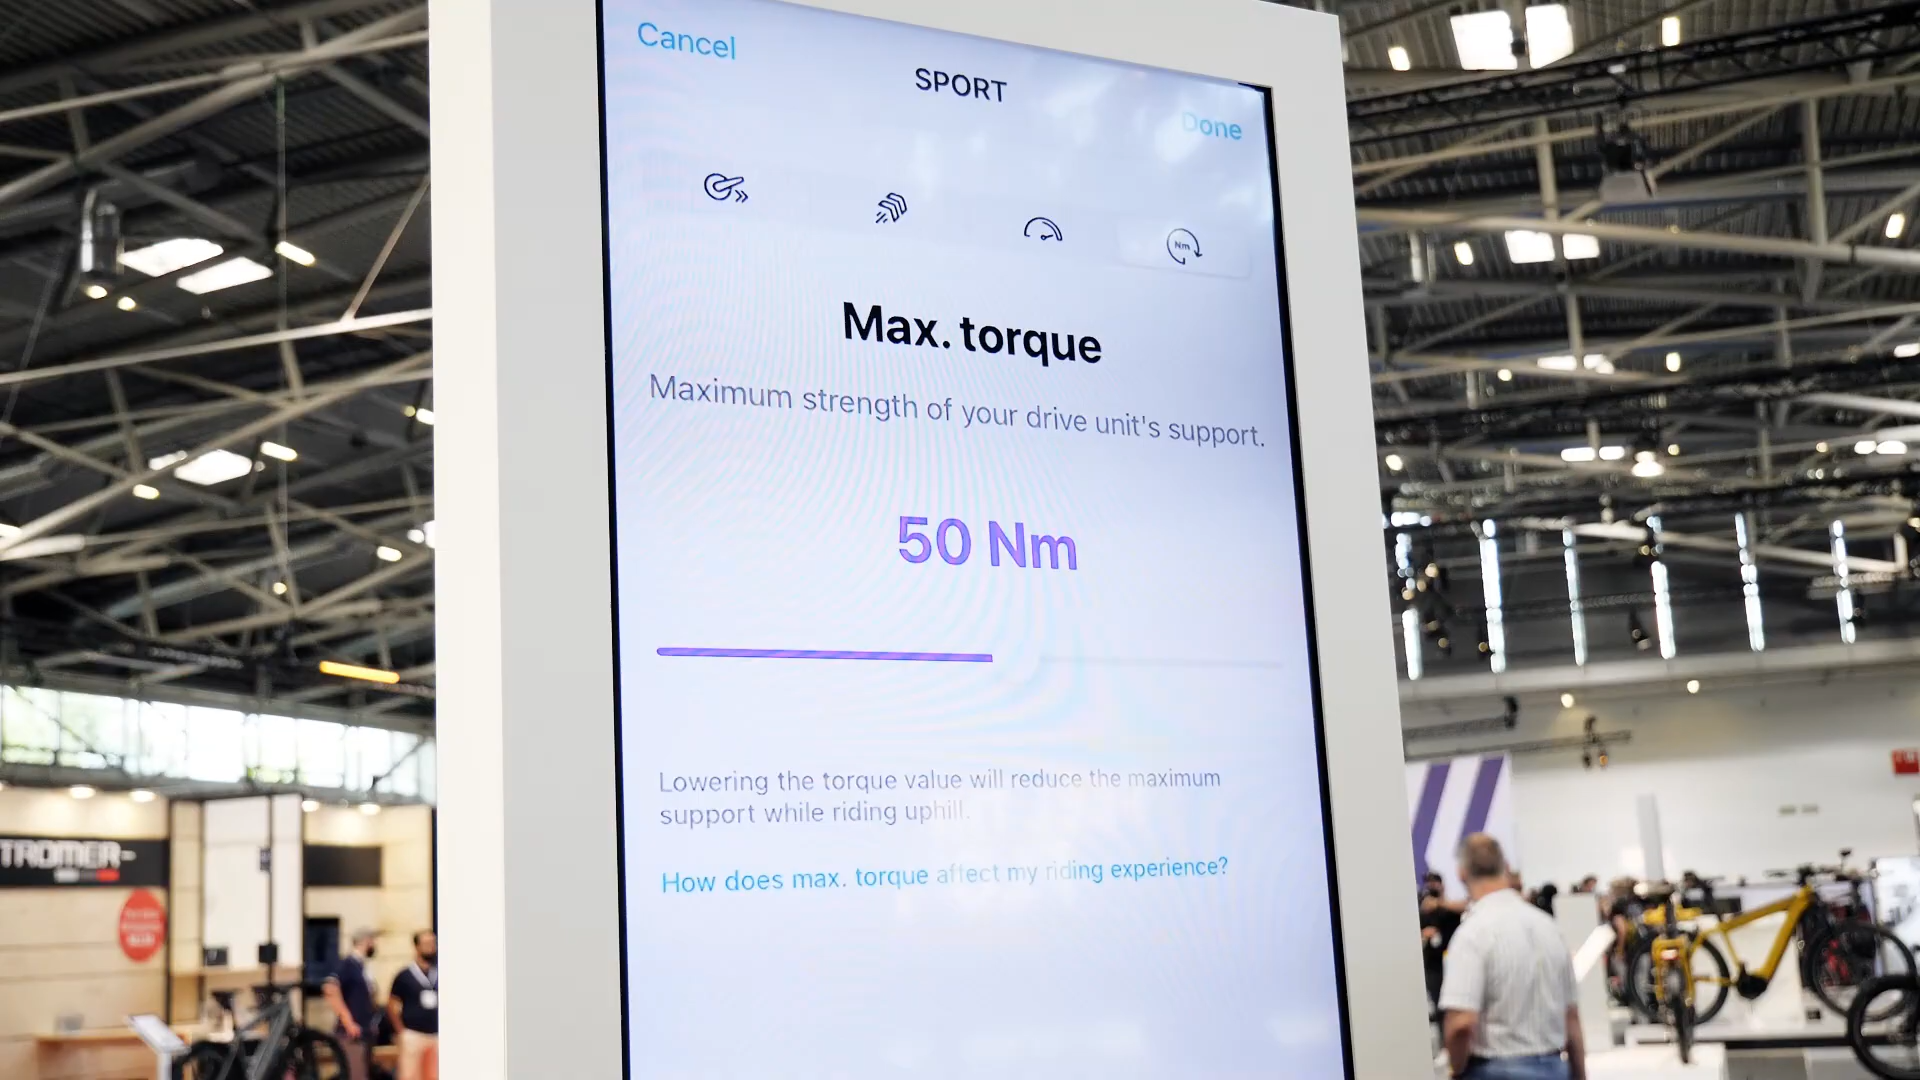 Cancel
SPORT
Done
Nm
Max. torque
Maximum strength of your drive unit's support.
50 Nm
Lowering the torque value will reduce the maximum
support while riding uphill.
How does max. torque affect my riding experience?
TROMER